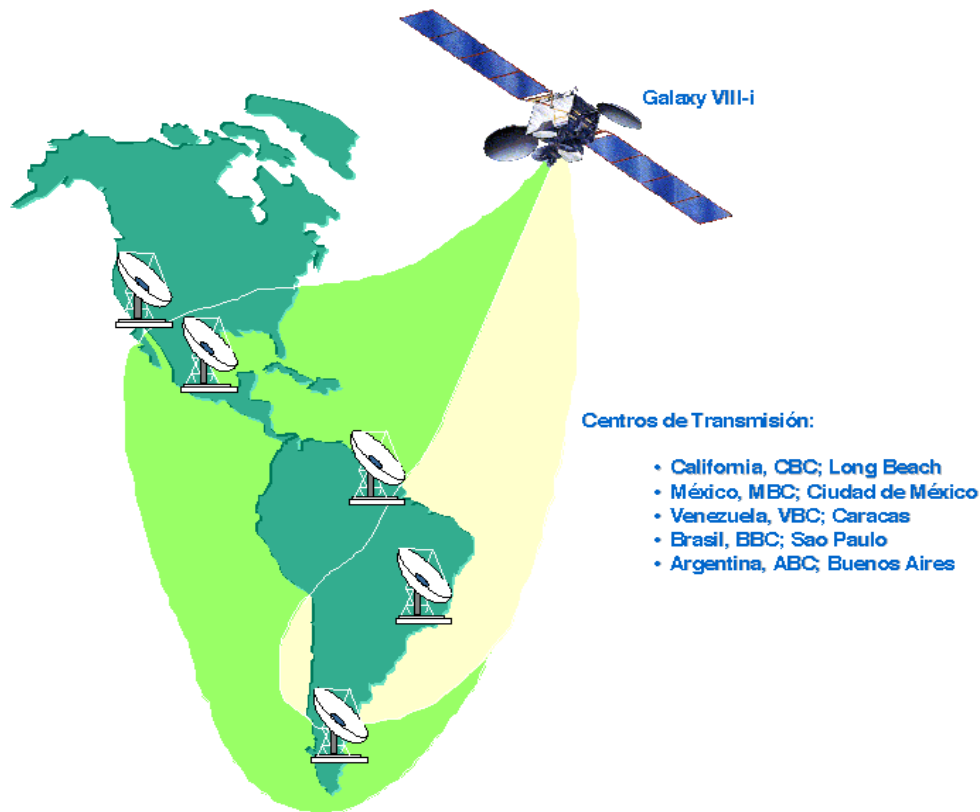 Galaxy VIII-i
Centros de Transmisión:
• California, CBC; Long Beach
• México, MBC; Ciudad de México
• Venezuela, VBC; Caracas
• Brasil, BBC; Sao Paulo
• Argentina, ABC; Buenos Aires